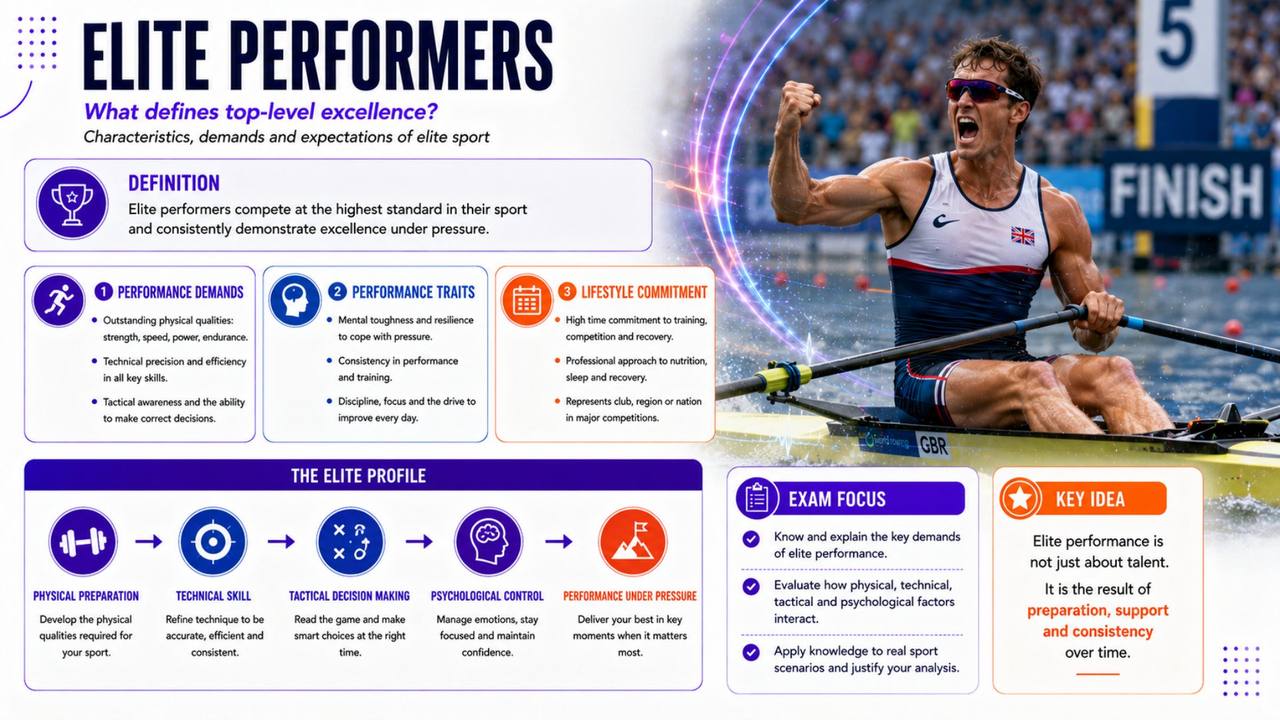 ELITE PERFORMERS
What defines top-level excellence?
Characteristics, demands and expectations of elite sport
DEFINITION
Elite performers compete at the highest standard in their sport
and consistently demonstrate excellence under pressure.
1 PERFORMANCE DEMANDS
Outstanding physical qualities:
strength, speed, power, endurance.
Technical precision and efficiency
in all key skills.
Tactical awareness and the ability
to make correct decisions.
2 PERFORMANCE TRAITS
Mental toughness and resilience
to cope with pressure.
Consistency in performance
and training.
Discipline, focus and the drive to
improve every day.
3 LIFESTYLE COMMITMENT
High time commitment to training,
competition and recovery.
Professional approach to nutrition,
sleep and recovery.
Represents club, region or nation
in major competitions.
5
FINISH
GBR
THE ELITE PROFILE
PHYSICAL PREPARATION
Develop the physical
qualities required for
your sport.
TECHNICAL SKILL
Refine technique to be
accurate, efficient and
consistent.
TACTICAL DECISION MAKING
Read the game and make
smart choices at the right
time.
PSYCHOLOGICAL CONTROL
Manage emotions, stay
focused and maintain
confidence.
PERFORMANCE UNDER PRESSURE
Deliver your best in key
moments when it matters
most.
EXAM FOCUS
Know and explain the key demands
of elite performance.
Evaluate how physical, technical,
tactical and psychological factors
interact.
Apply knowledge to real sport
scenarios and justify your analysis.
KEY IDEA
Elite performance is
not just about talent.
It is the result of
preparation, support
and consistency
over time.